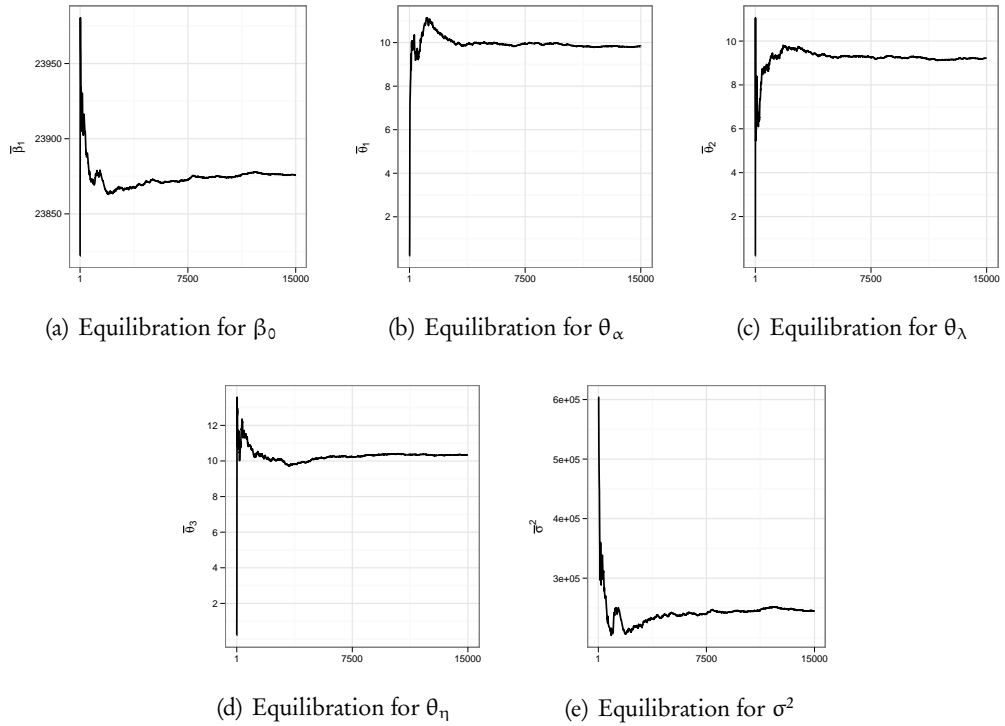 23950
23900
23850
β̅₁
1
7500
15000
(a) Equilibration for β₀
10
8
6
4
2
θ̅₁
1
7500
15000
(b) Equilibration for θ_α
10
8
6
4
2
θ̅₂
1
7500
15000
(c) Equilibration for θ_λ
12
10
8
6
4
2
θ̅₃
1
7500
15000
(d) Equilibration for θ_η
6e+05
5e+05
4e+05
3e+05
σ̅²
1
7500
15000
(e) Equilibration for σ²